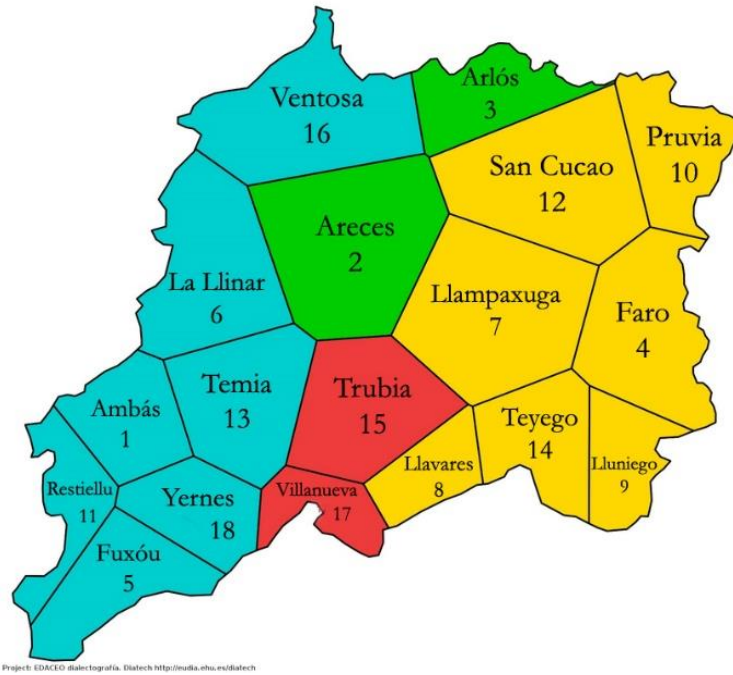 Ventosa
16
Arlós
3
San Cucao
12
Pruvia
10
Areces
2
La Llinar
6
Llampaxuga
7
Faro
4
Temia
13
Trubia
15
Ambás
1
Teyego
14
Llavares
8
Lluniego
9
Restiellu
11
Yernes
18
Villanueva
17
Fuxóu
5
Project: EDACEO dialectografía. Diatech http://eudia.ehu.es/diatech